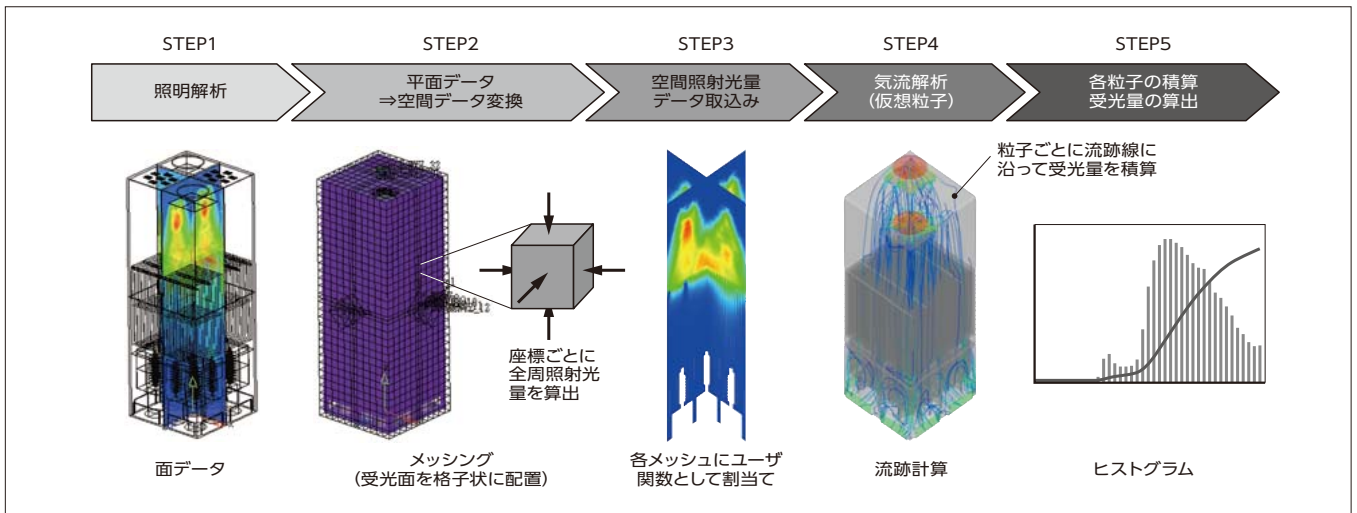 STEP1
STEP2
STEP3
STEP4
STEP5
照明解析
平面データ
⇒空間データ変換
空間照射光量
データ取込み
気流解析
(仮想粒子)
各粒子の積算
受光量の算出
粒子ごとに流跡線に
沿って受光量を積算
座標ごとに
全周照射光
量を算出
面データ
メッシング
(受光面を格子状に配置)
各メッシュにユーザ
関数として割当て
流跡計算
ヒストグラム